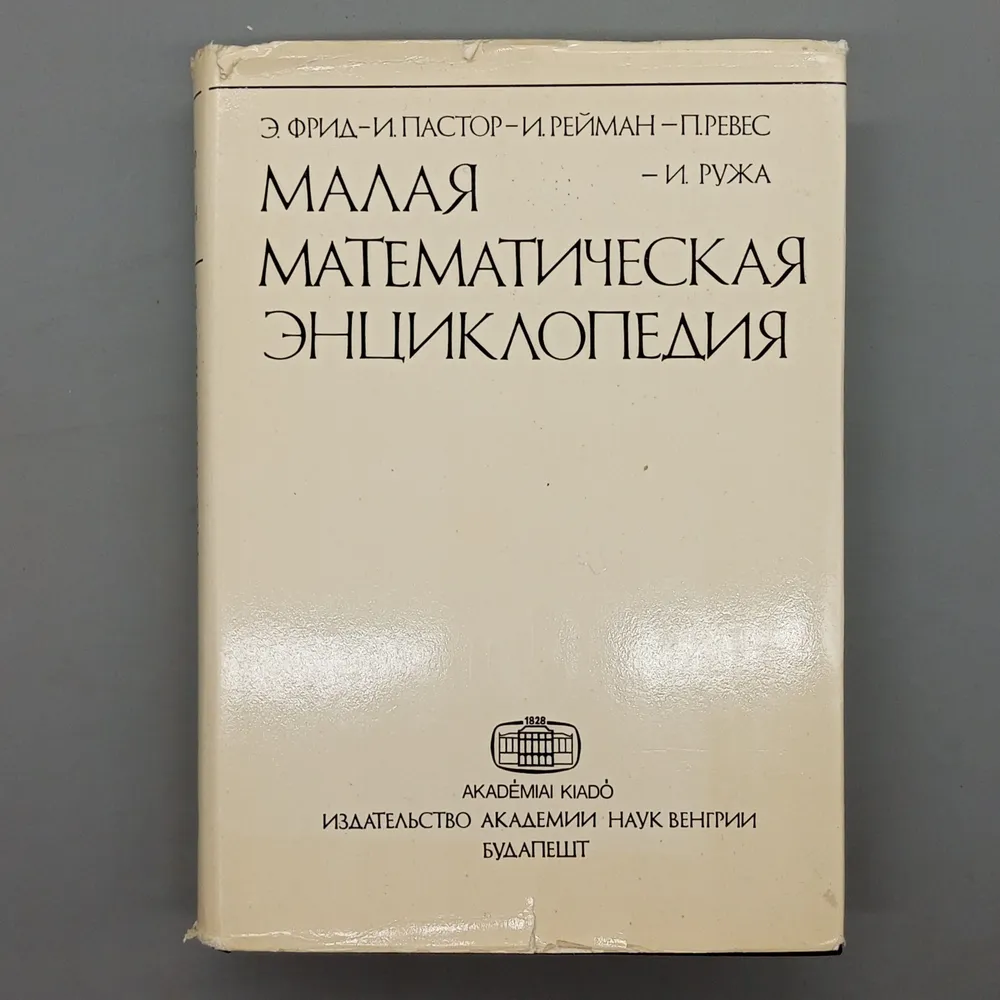 Э. ФРИД–И. ПАСТОР–И. РЕЙМАН–П. РЕВЕС
–И. РУЖА
МАЛАЯ
МАТЕМАТИЧЕСКАЯ
ЭНЦИКЛОПЕДИЯ
1828
AKADÉMIAI KIADÓ
ИЗДАТЕЛЬСТВО АКАДЕМИИ НАУК ВЕНГРИИ
БУДАПЕШТ